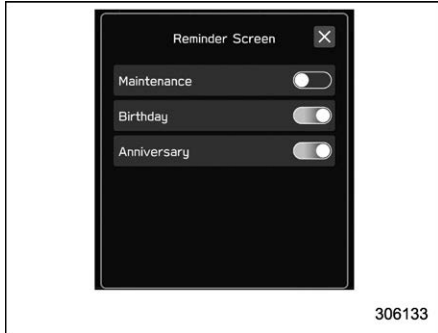 Reminder Screen
Maintenance
Birthday
Anniversary
306133